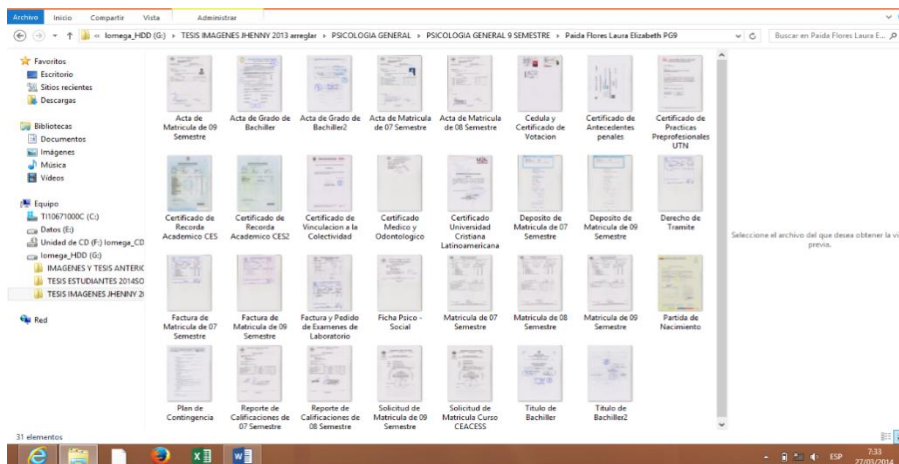 Archivo Inicio Compartir Vista Administrar
« Iomega_HDD (G:) ▸ TESIS IMAGENES JHENNY 2013 arreglar ▸ PSICOLOGIA GENERAL ▸ PSICOLOGIA GENERAL 9 SEMESTRE ▸ Paida Flores Laura Elizabeth PG9
Buscar en Paida Flores Laura E...
Favoritos
Escritorio
Sitios recientes
Descargas
Bibliotecas
Documentos
Imágenes
Música
Vídeos
Equipo
TI10671000C (C:)
Datos (E:)
Unidad de CD (F:) Iomega_CD
Iomega_HDD (G:)
IMAGENES Y TESIS ANTERIO
TESIS ESTUDIANTES 2014SO
TESIS IMAGENES JHENNY 20
Red
Acta de Matricula de 09 Semestre
Acta de Grado de Bachiller
Acta de Grado de Bachiller2
Acta de Matricula de 07 Semestre
Acta de Matricula de 08 Semestre
Cedula y Certificado de Votacion
Certificado de Antecedentes penales
Certificado de Practicas Preprofesionales UTN
Certificado de Recorda Academico CES
Certificado de Recorda Academico CES2
Certificado de Vinculacion a la Colectividad
Certificado Medico y Odontologico
Certificado Universidad Cristiana Latinoamericana
Deposito de Matricula de 07 Semestre
Deposito de Matricula de 09 Semestre
Derecho de Tramite
Factura de Matricula de 07 Semestre
Factura de Matricula de 09 Semestre
Factura y Pedido de Examenes de Laboratorio
Ficha Psico - Social
Matricula de 07 Semestre
Matricula de 08 Semestre
Matricula de 09 Semestre
Partida de Nacimiento
Plan de Contingencia
Reporte de Calificaciones de 07 Semestre
Reporte de Calificaciones de 08 Semestre
Solicitud de Matricula de 09 Semestre
Solicitud de Matricula Curso CEACESS
Titulo de Bachiller
Titulo de Bachiller2
Seleccione el archivo del que desea obtener la vi
previa.
31 elementos
ESP
7:33
27/03/2014